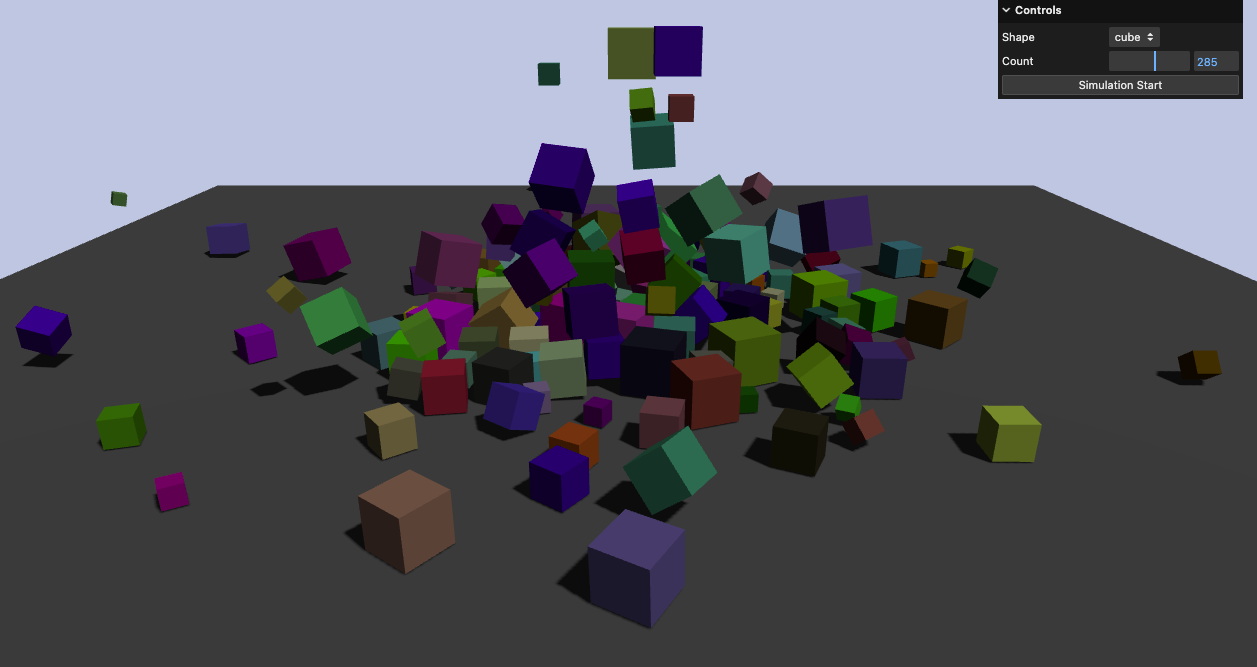 Controls
Shape cube
Count 285
Simulation Start